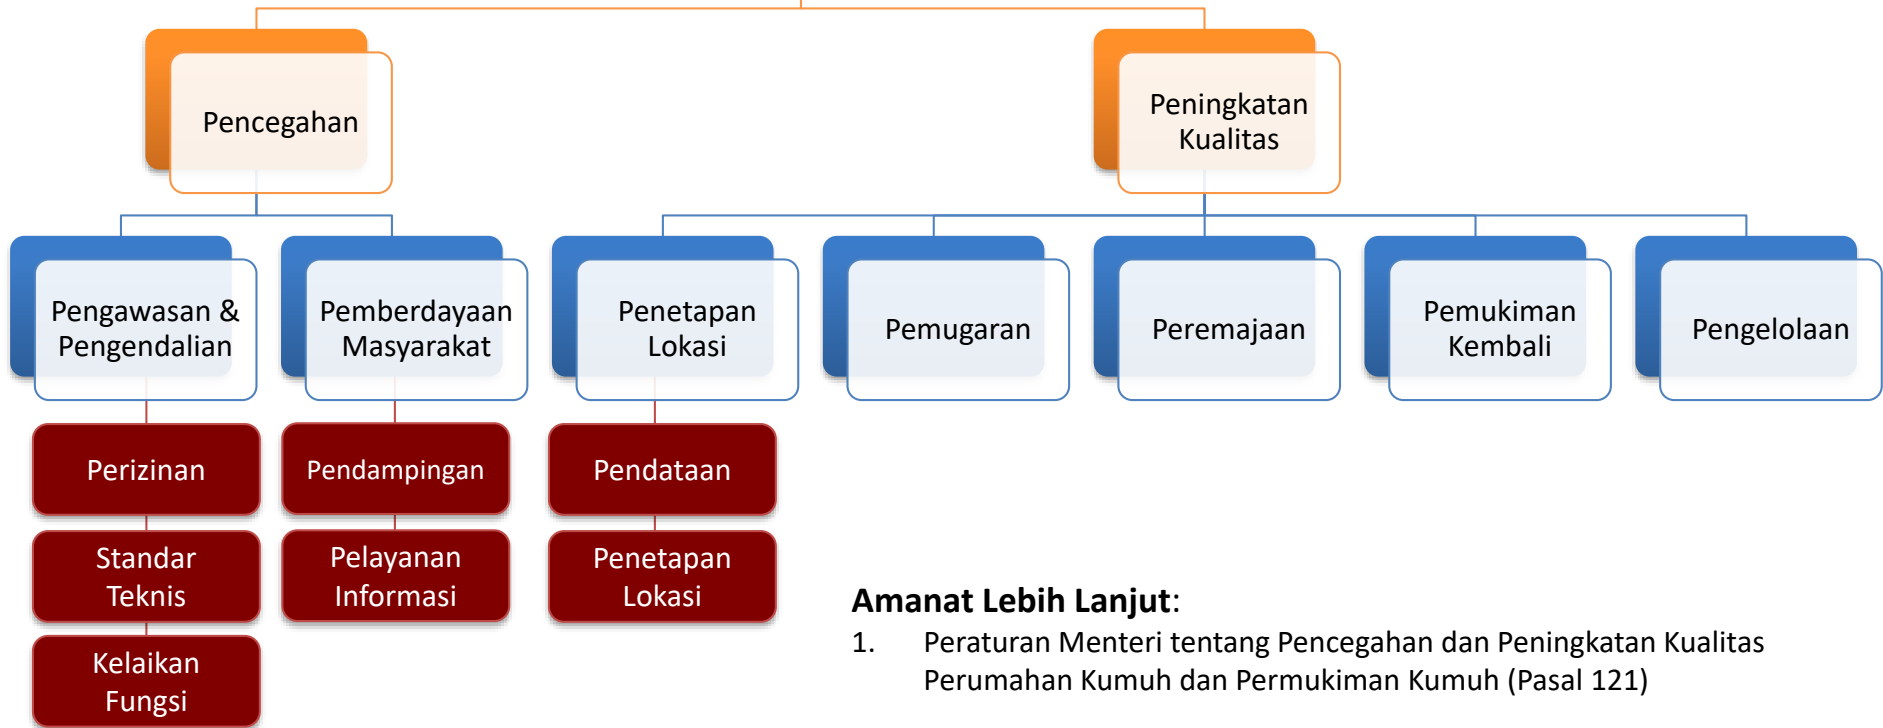 Pencegahan
Peningkatan
Kualitas
Pengawasan &
Pengendalian
Pemberdayaan
Masyarakat
Penetapan
Lokasi
Pemugaran
Peremajaan
Pemukiman
Kembali
Pengelolaan
Perizinan
Pendampingan
Pendataan
Standar
Teknis
Pelayanan
Informasi
Penetapan
Lokasi
Kelaikan
Fungsi
Amanat Lebih Lanjut:
1. Peraturan Menteri tentang Pencegahan dan Peningkatan Kualitas
Perumahan Kumuh dan Permukiman Kumuh (Pasal 121)